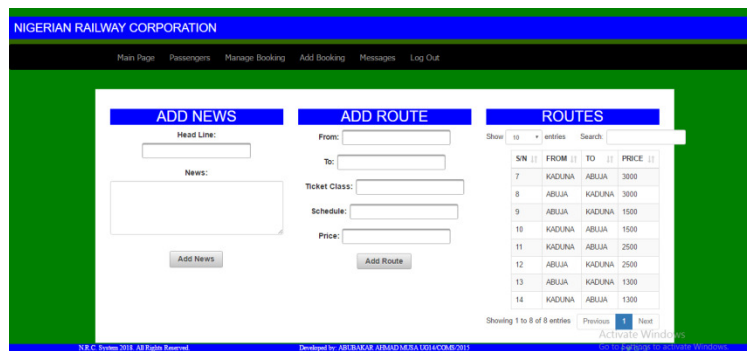 NIGERIAN RAILWAY CORPORATION
Main Page Passengers Manage Booking Add Booking Messages Log Out
ADD NEWS
Head Line:
News:
Add News
ADD ROUTE
From:
To:
Ticket Class:
Schedule:
Price:
Add Route
ROUTES
Show 10 entries Search:
S/N FROM TO PRICE
7 KADUNA ABUJA 3000
8 ABUJA KADUNA 3000
9 ABUJA KADUNA 1500
10 KADUNA ABUJA 1500
11 KADUNA ABUJA 2500
12 ABUJA KADUNA 2500
13 ABUJA KADUNA 1300
14 KADUNA ABUJA 1300
Showing 1 to 8 of 8 entries Previous 1 Next
Activate Windows
Go to Settings to activate Windows.
N.R.C. System 2018. All Rights Reserved. Developed by: ABUBAKAR AHMAD MUSA UG14/COMS/2015